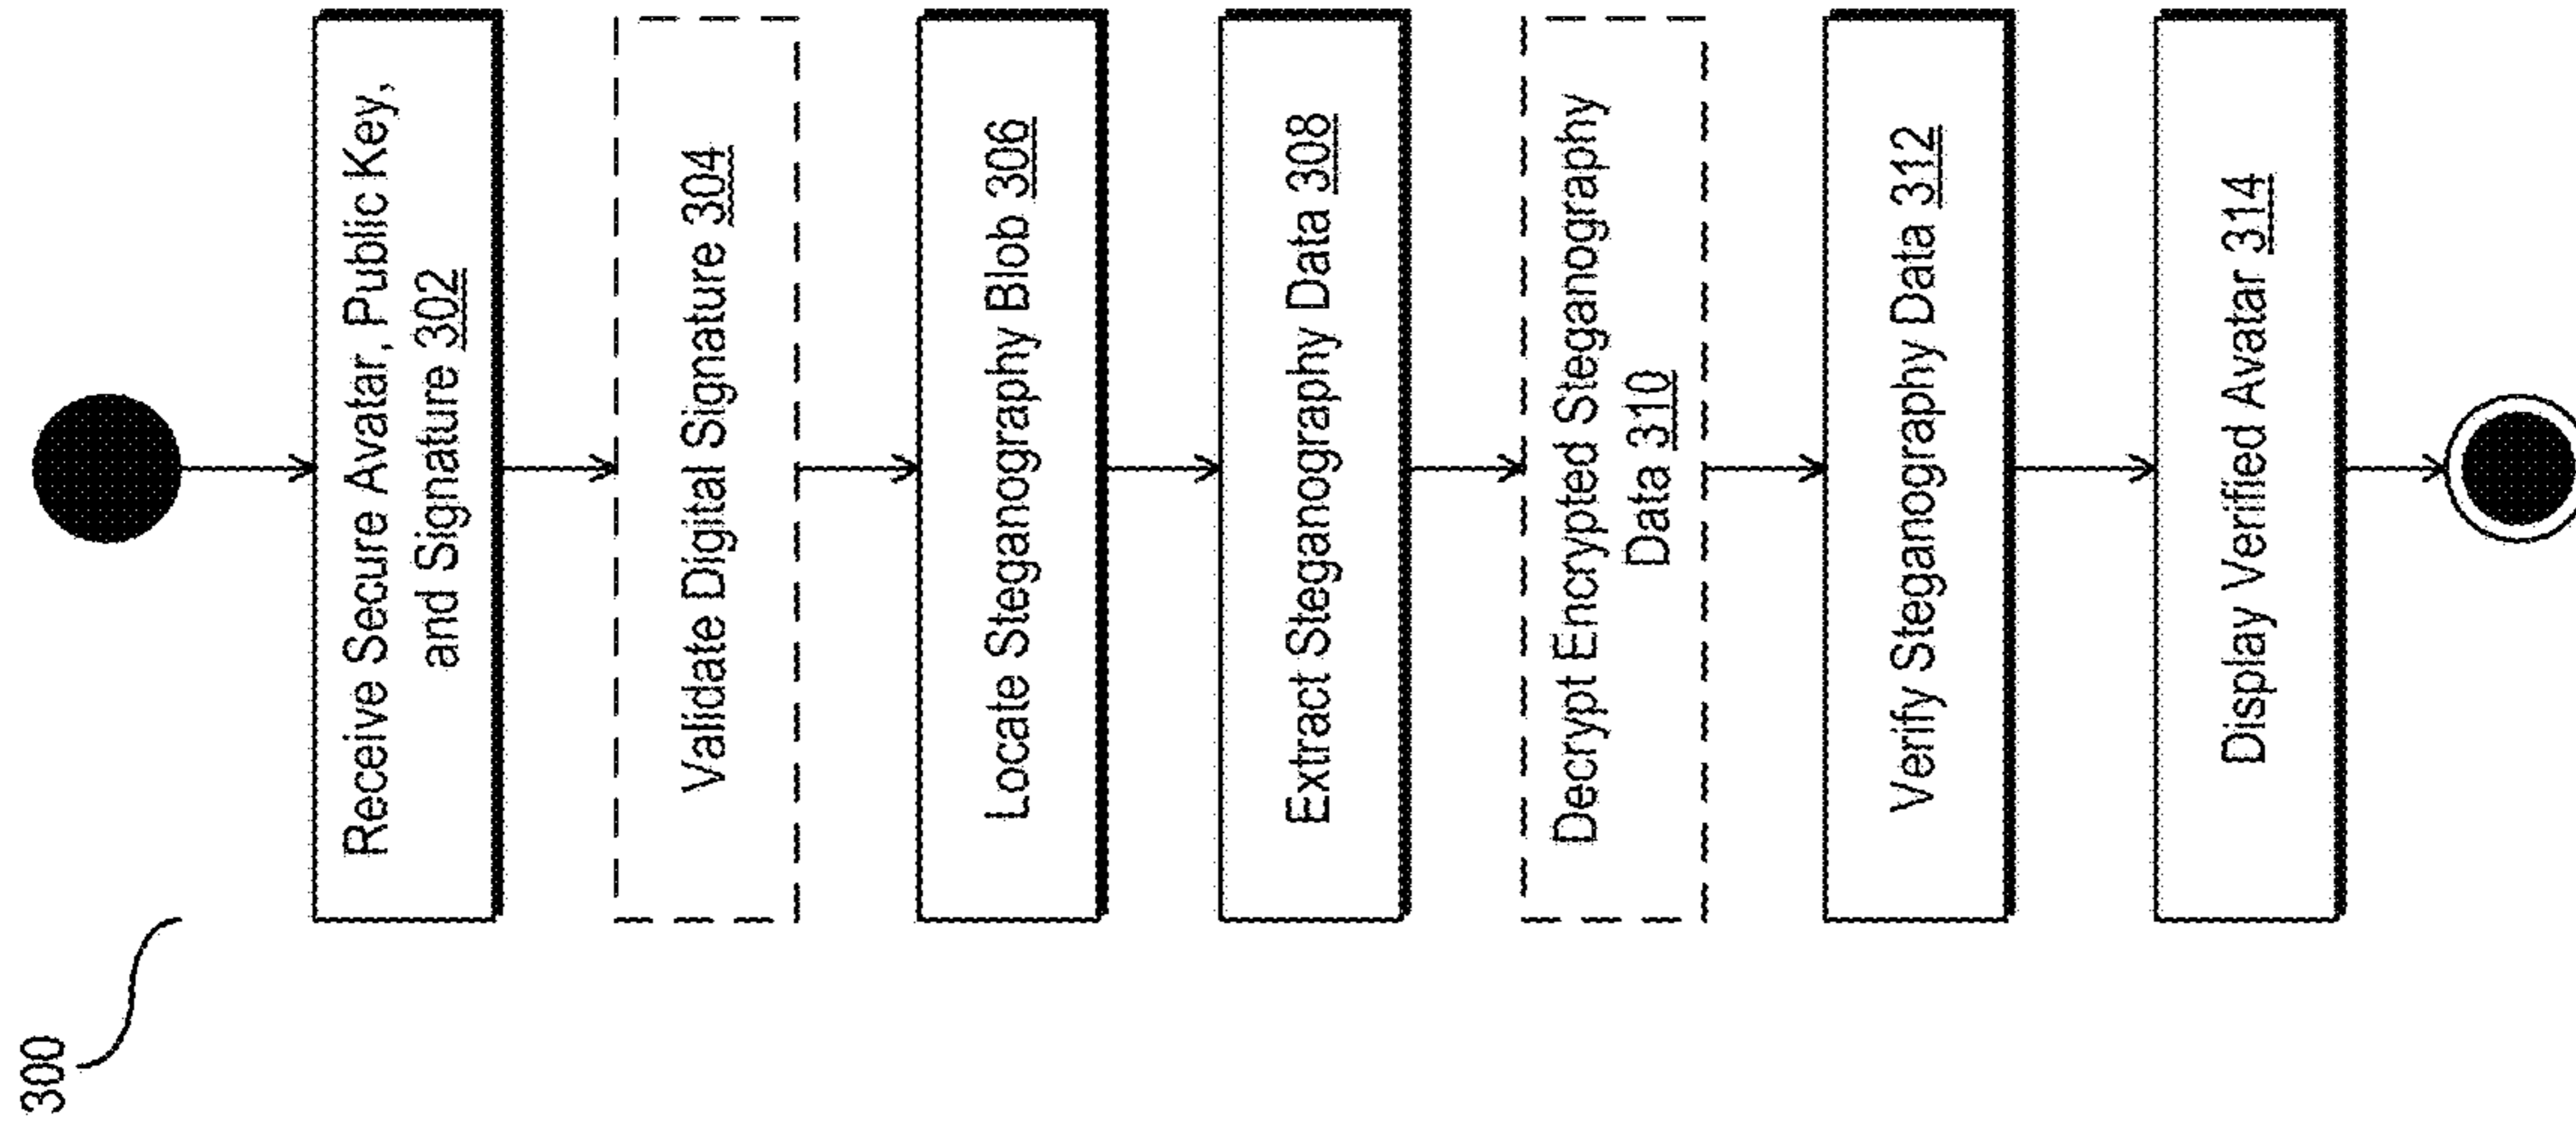 300
Receive Secure Avatar, Public Key,
and Signature 302
Validate Digital Signature 304
Locate Steganography Blob 306
Extract Steganography Data 308
Decrypt Encrypted Steganography
Data 310
Verify Steganography Data 312
Display Verified Avatar 314